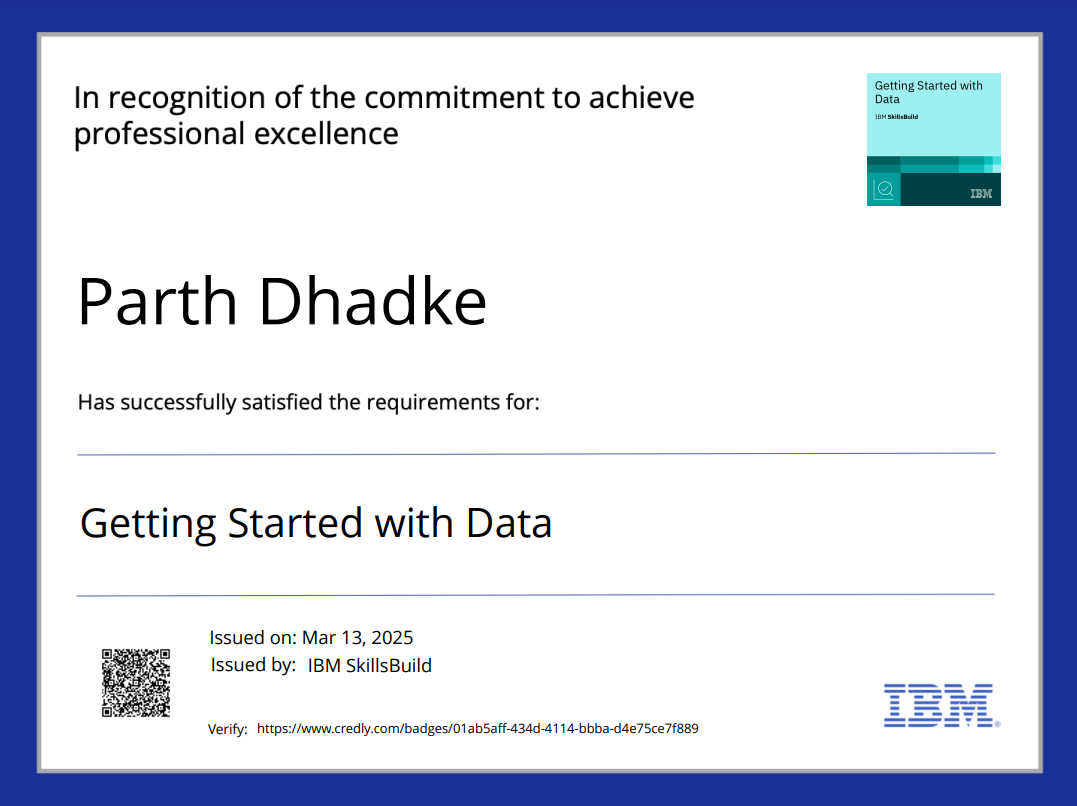 In recognition of the commitment to achieve
professional excellence
Getting Started with
Data
IBM SkillsBuild
IBM
Parth Dhadke
Has successfully satisfied the requirements for:
Getting Started with Data
Issued on: Mar 13, 2025
Issued by: IBM SkillsBuild
Verify: https://www.credly.com/badges/01ab5aff-434d-4114-bbba-d4e75ce7f889
IBM®